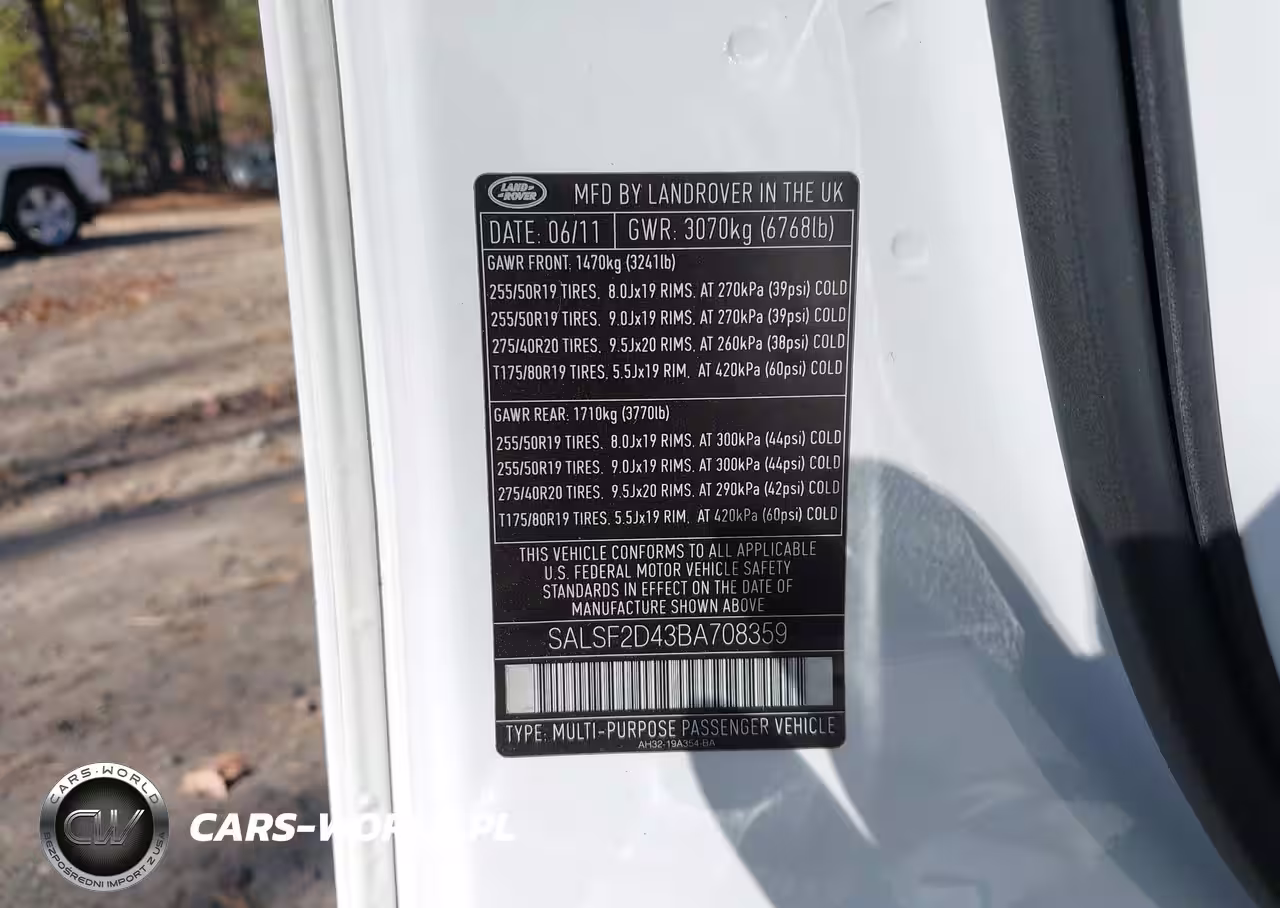 LAND ROVER
MFD BY LANDROVER IN THE UK
DATE: 06/11 GWR: 3070kg (6768lb)
GAWR FRONT: 1470kg (3241lb)
255/50R19 TIRES, 8.0Jx19 RIMS, AT 270kPa (39psi) COLD
255/50R19 TIRES, 9.0Jx19 RIMS, AT 270kPa (39psi) COLD
275/40R20 TIRES, 9.5Jx20 RIMS, AT 260kPa (38psi) COLD
T175/80R19 TIRES, 5.5Jx19 RIM, AT 420kPa (60psi) COLD
GAWR REAR: 1710kg (3770lb)
255/50R19 TIRES, 8.0Jx19 RIMS, AT 300kPa (44psi) COLD
255/50R19 TIRES, 9.0Jx19 RIMS, AT 300kPa (44psi) COLD
275/40R20 TIRES, 9.5Jx20 RIMS, AT 290kPa (42psi) COLD
T175/80R19 TIRES, 5.5Jx19 RIM, AT 420kPa (60psi) COLD
THIS VEHICLE CONFORMS TO ALL APPLICABLE
U.S. FEDERAL MOTOR VEHICLE SAFETY
STANDARDS IN EFFECT ON THE DATE OF
MANUFACTURE SHOWN ABOVE
SALSF2D43BA708359
TYPE: MULTI-PURPOSE PASSENGER VEHICLE
AH32-19A354-BA
CARS-WORLD
CW
BEZPOŚREDNI IMPORT Z USA
CARS-WORLD.PL